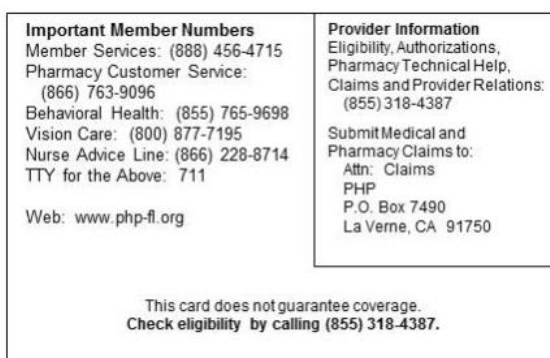 Important Member Numbers
Member Services: (888) 456-4715
Pharmacy Customer Service:
(866) 763-9096
Behavioral Health: (855) 765-9698
Vision Care: (800) 877-7195
Nurse Advice Line: (866) 228-8714
TTY for the Above: 711
Web: www.php-fl.org
Provider Information
Eligibility, Authorizations,
Pharmacy Technical Help,
Claims and Provider Relations:
(855) 318-4387
Submit Medical and
Pharmacy Claims to:
Attn: Claims
PHP
P.O. Box 7490
La Verne, CA 91750
This card does not guarantee coverage.
Check eligibility by calling (855) 318-4387.